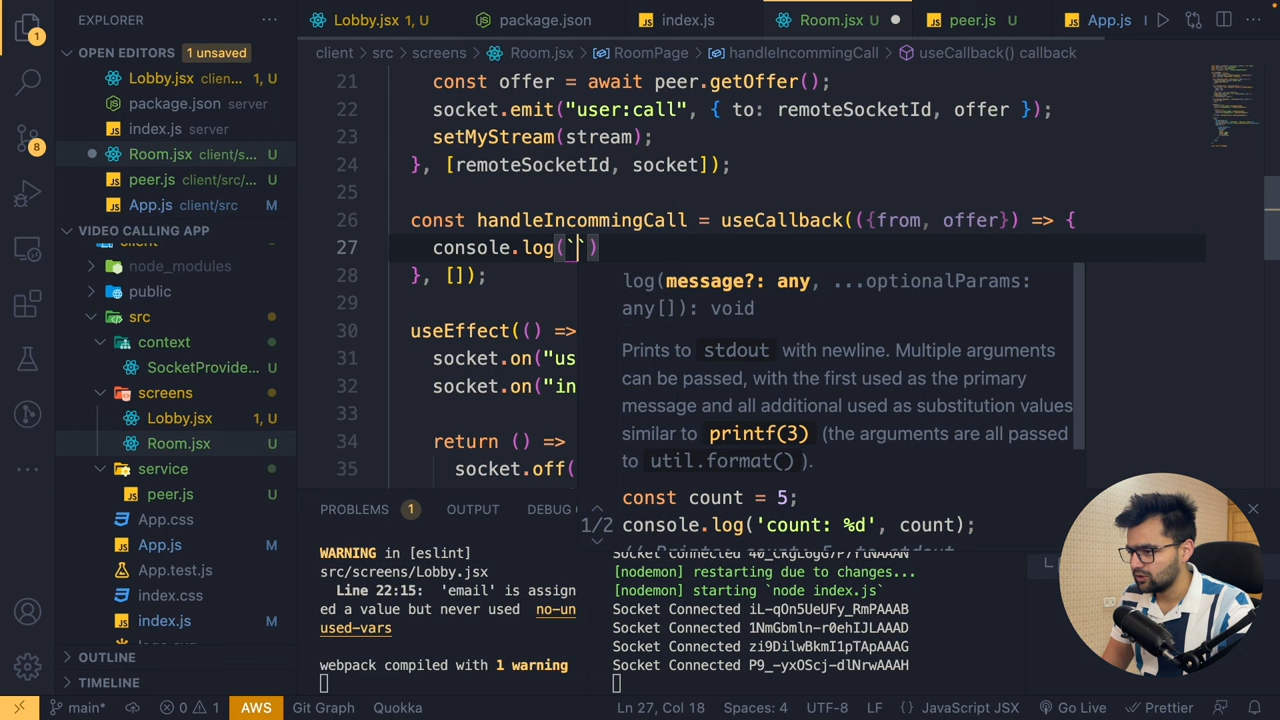 EXPLORER
OPEN EDITORS 1 unsaved
Lobby.jsx clien... 1, U
package.json server
index.js server
Room.jsx client/s... U
peer.js client/src/... U
App.js client/src M
VIDEO CALLING APP
client
node_modules
public
src
context
SocketProvide... U
screens
Lobby.jsx 1, U
Room.jsx U
service
peer.js U
App.css
App.js M
App.test.js
index.css
index.js M
OUTLINE
TIMELINE
Lobby.jsx 1, U package.json index.js Room.jsx U peer.js U App.js
client > src > screens > Room.jsx > RoomPage > handleIncommingCall > useCallback() callback
21 const offer = await peer.getOffer();
22 socket.emit("user:call", { to: remoteSocketId, offer });
23 setMyStream(stream);
24 }, [remoteSocketId, socket]);
25
26 const handleIncommingCall = useCallback(({from, offer}) => {
27 console.log(``)
28 }, []);
29
30 useEffect(() =>
31 socket.on("us
32 socket.on("in
33
34 return () =>
35 socket.off(
log(message?: any, ...optionalParams:
any[]): void
Prints to stdout with newline. Multiple arguments
can be passed, with the first used as the primary
message and all additional used as substitution values
similar to printf(3) (the arguments are all passed
to util.format() ).
const count = 5;
1/2 console.log('count: %d', count);
PROBLEMS 1 OUTPUT DEBUG C
WARNING in [eslint]
src/screens/Lobby.jsx
Line 22:15: 'email' is assign
ed a value but never used no-un
used-vars
webpack compiled with 1 warning
[nodemon] restarting due to changes...
[nodemon] starting `node index.js`
Socket Connected iL-qOn5UeUFy_RmPAAAB
Socket Connected 1NmGbmln-r0ehIJLAAAD
Socket Connected zi9DilwBkmI1pTApAAAG
Socket Connected P9_-yxOScj-dlNrwAAAH
main* 0 1 AWS Git Graph Quokka Ln 27, Col 18 Spaces: 4 UTF-8 LF {} JavaScript JSX Go Live Prettier